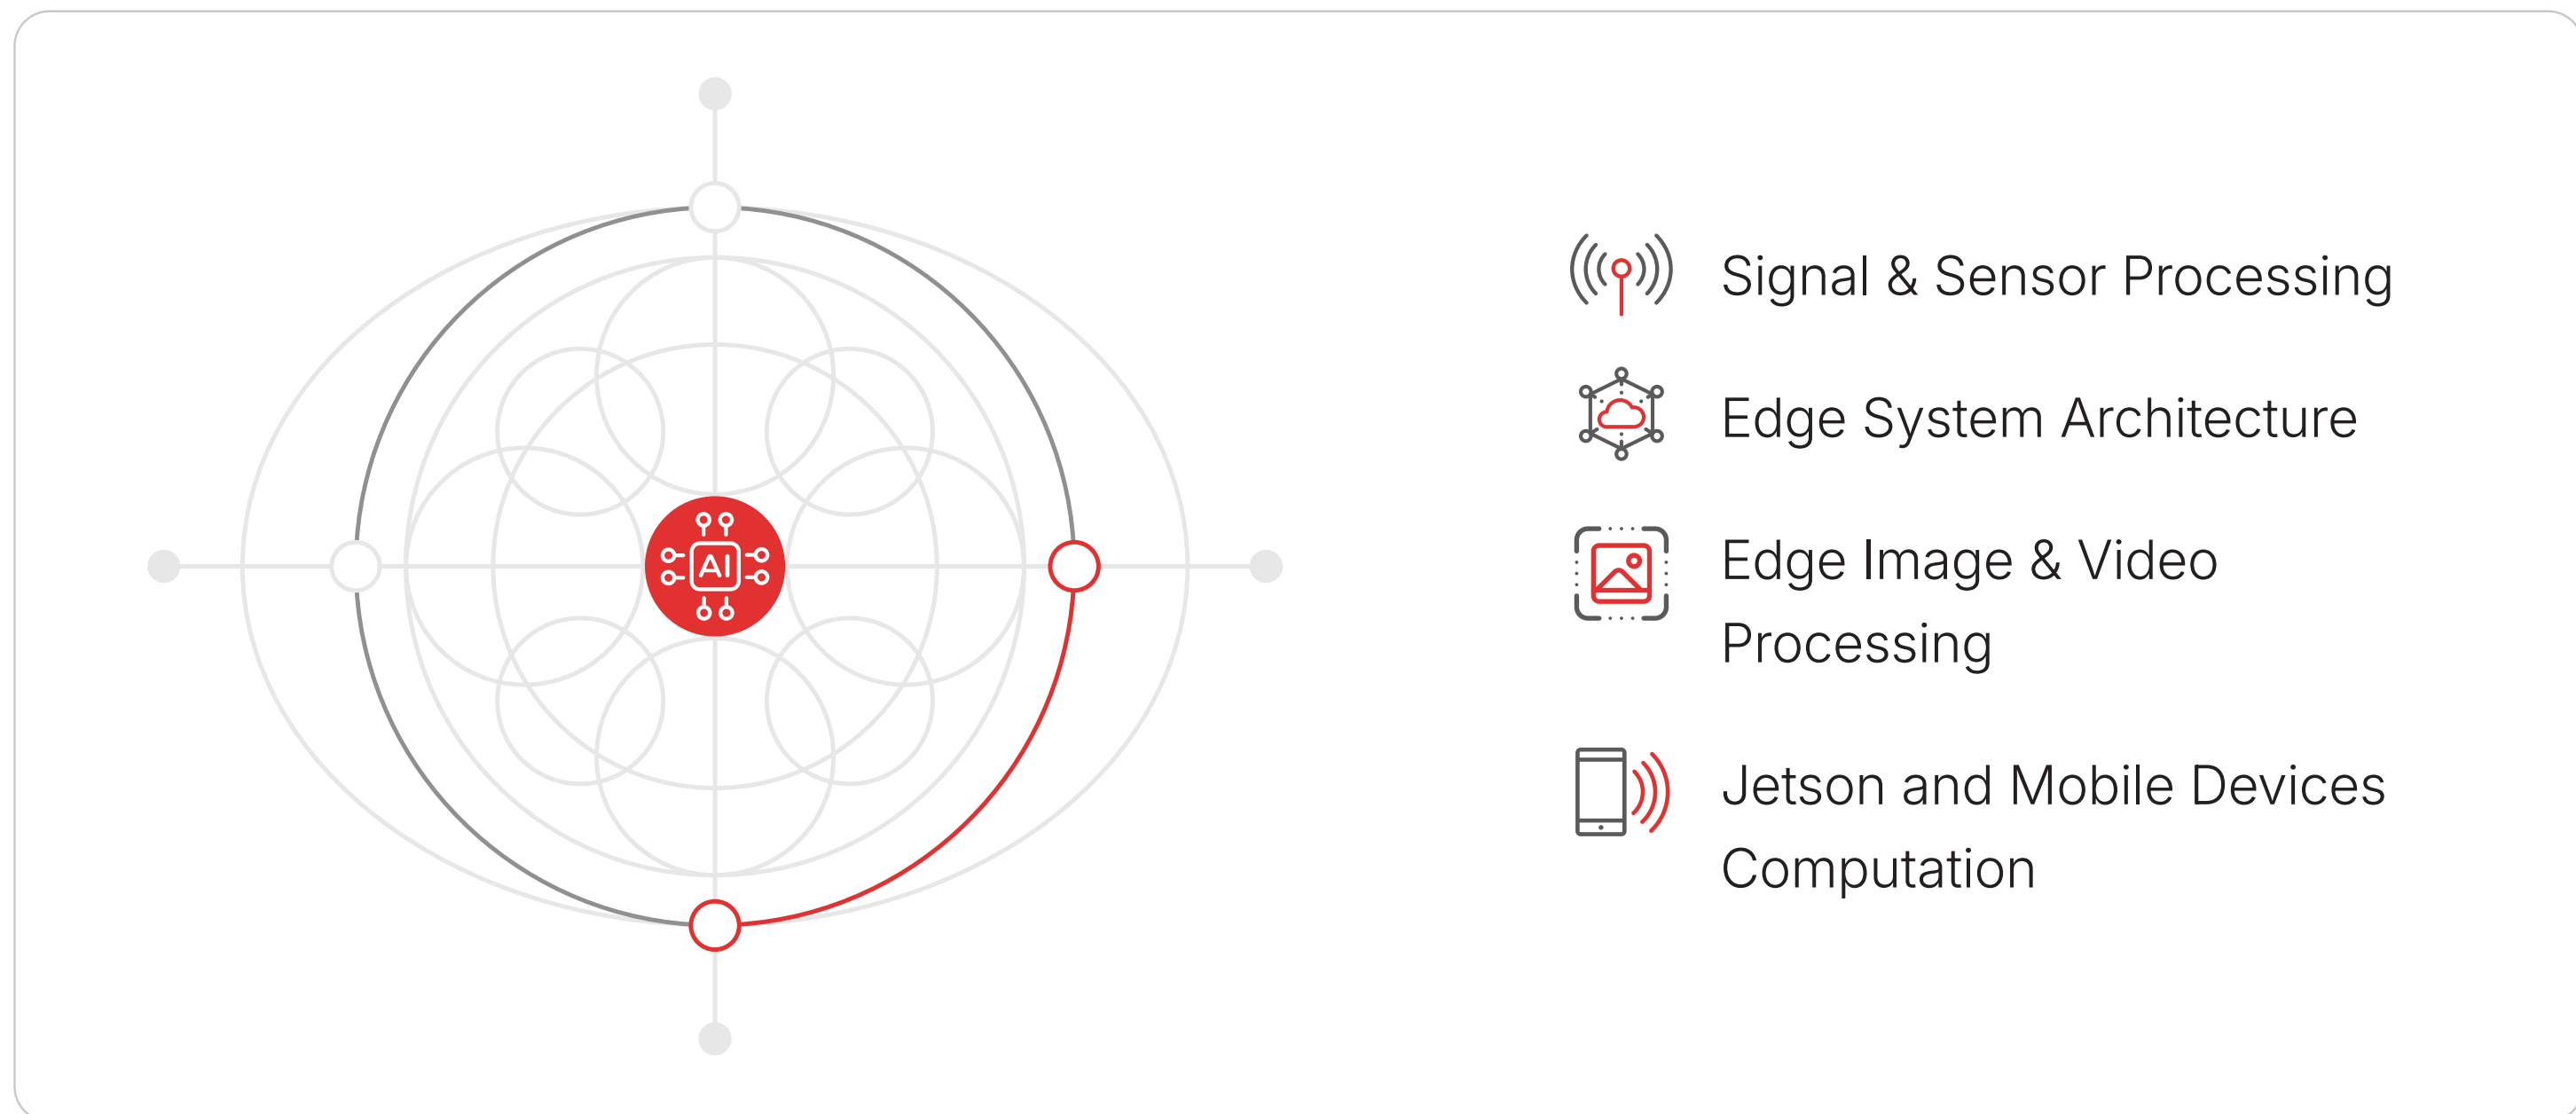 AI
Signal & Sensor Processing
Edge System Architecture
Edge Image & Video
Processing
Jetson and Mobile Devices
Computation